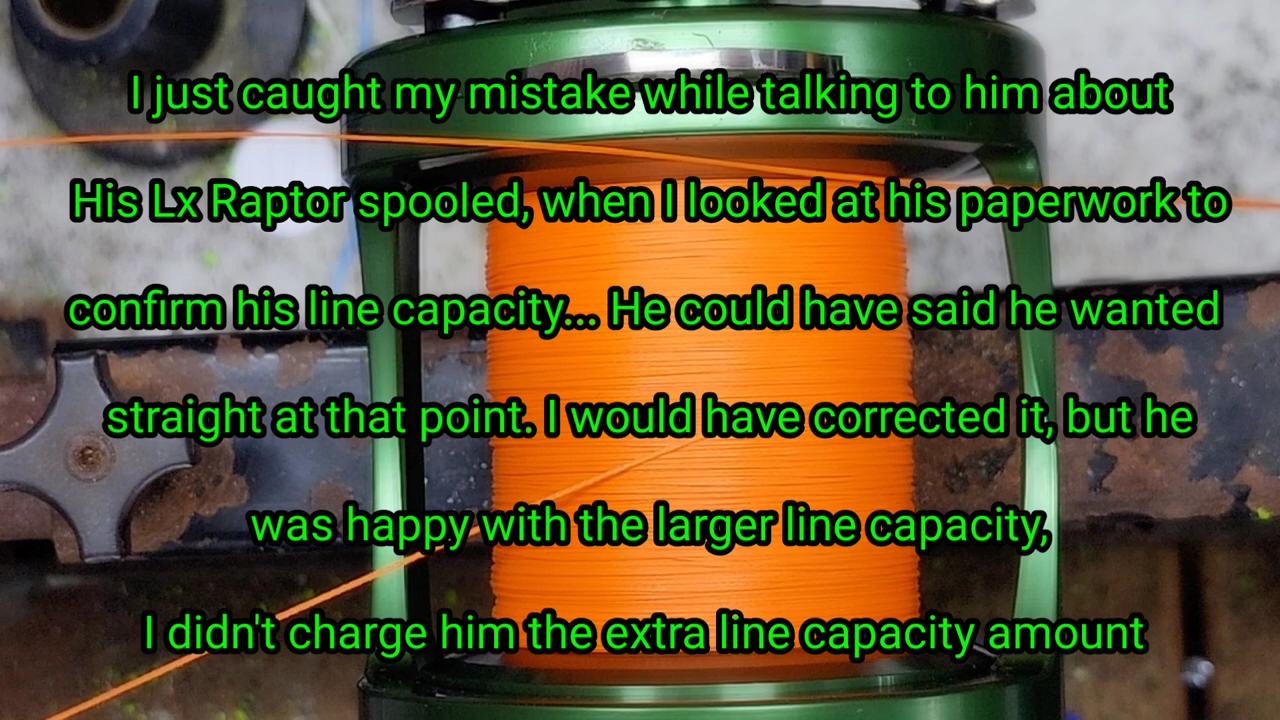 I just caught my mistake while talking to him about
His Lx Raptor spooled, when I looked at his paperwork to
confirm his line capacity... He could have said he wanted
straight at that point. I would have corrected it, but he
was happy with the larger line capacity,
I didn't charge him the extra line capacity amount